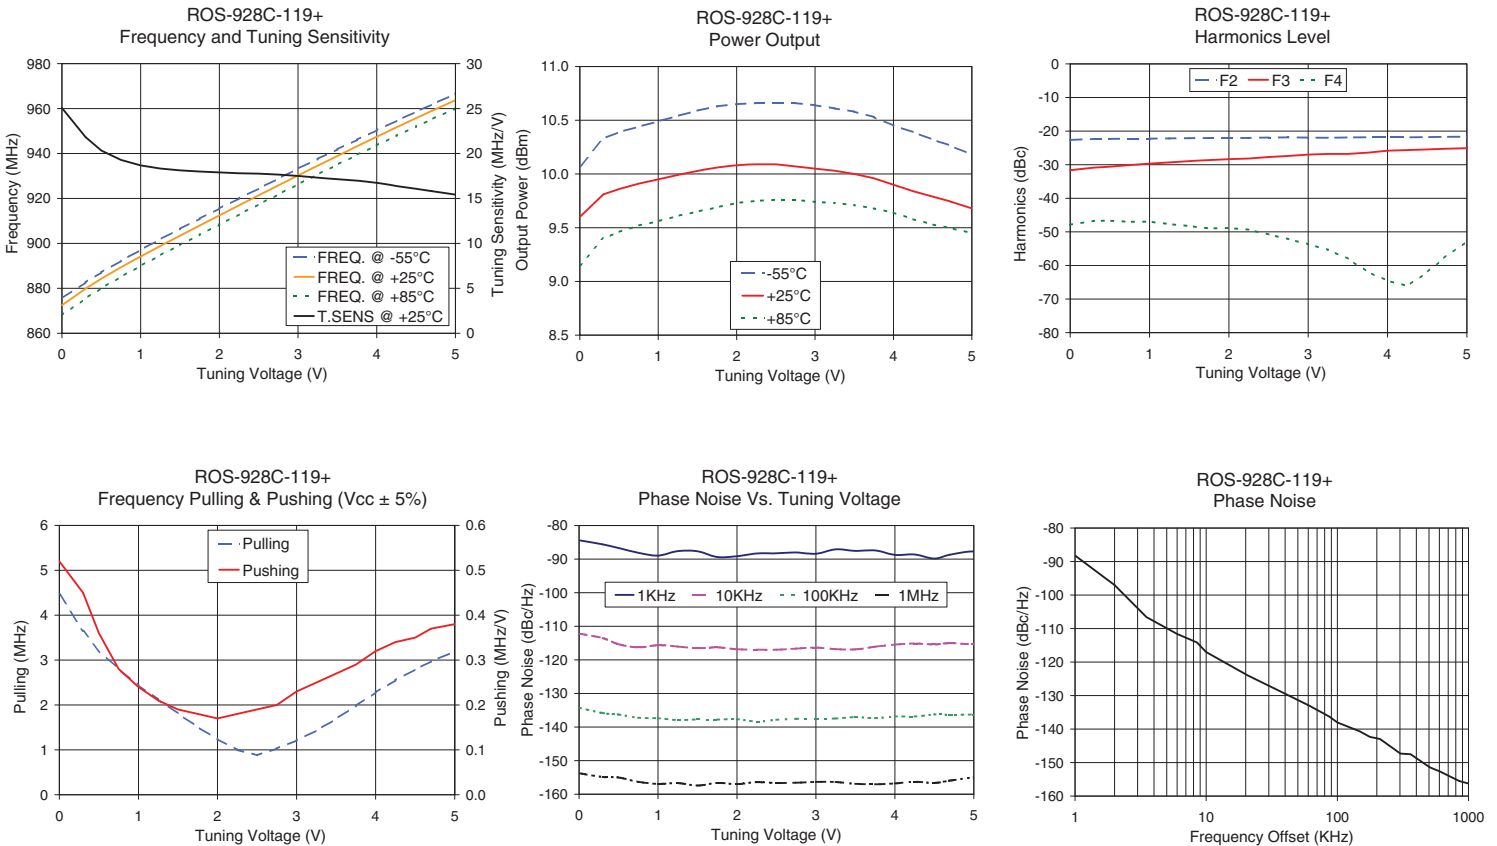 ROS-928C-119+
Frequency and Tuning Sensitivity
980
960
940
920
900
880
860
30
25
20
15
10
5
0
Frequency (MHz)
Tuning Sensitivity (MHz/V)
FREQ. @ -55°C
FREQ. @ +25°C
FREQ. @ +85°C
T.SENS @ +25°C
0 1 2 3 4 5
Tuning Voltage (V)
ROS-928C-119+
Power Output
11.0
10.5
10.0
9.5
9.0
8.5
Output Power (dBm)
-55°C
+25°C
+85°C
0 1 2 3 4 5
Tuning Voltage (V)
ROS-928C-119+
Harmonics Level
0
-10
-20
-30
-40
-50
-60
-70
-80
Harmonics (dBc)
F2 F3 F4
0 1 2 3 4 5
Tuning Voltage (V)
ROS-928C-119+
Frequency Pulling & Pushing (Vcc ± 5%)
6
5
4
3
2
1
0
0.6
0.5
0.4
0.3
0.2
0.1
0.0
Pulling (MHz)
Pushing (MHz/V)
Pulling
Pushing
0 1 2 3 4 5
Tuning Voltage (V)
ROS-928C-119+
Phase Noise Vs. Tuning Voltage
-80
-90
-100
-110
-120
-130
-140
-150
-160
Phase Noise (dBc/Hz)
1KHz 10KHz 100KHz 1MHz
0 1 2 3 4 5
Tuning Voltage (V)
ROS-928C-119+
Phase Noise
-80
-90
-100
-110
-120
-130
-140
-150
-160
Phase Noise (dBc/Hz)
1 10 100 1000
Frequency Offset (KHz)